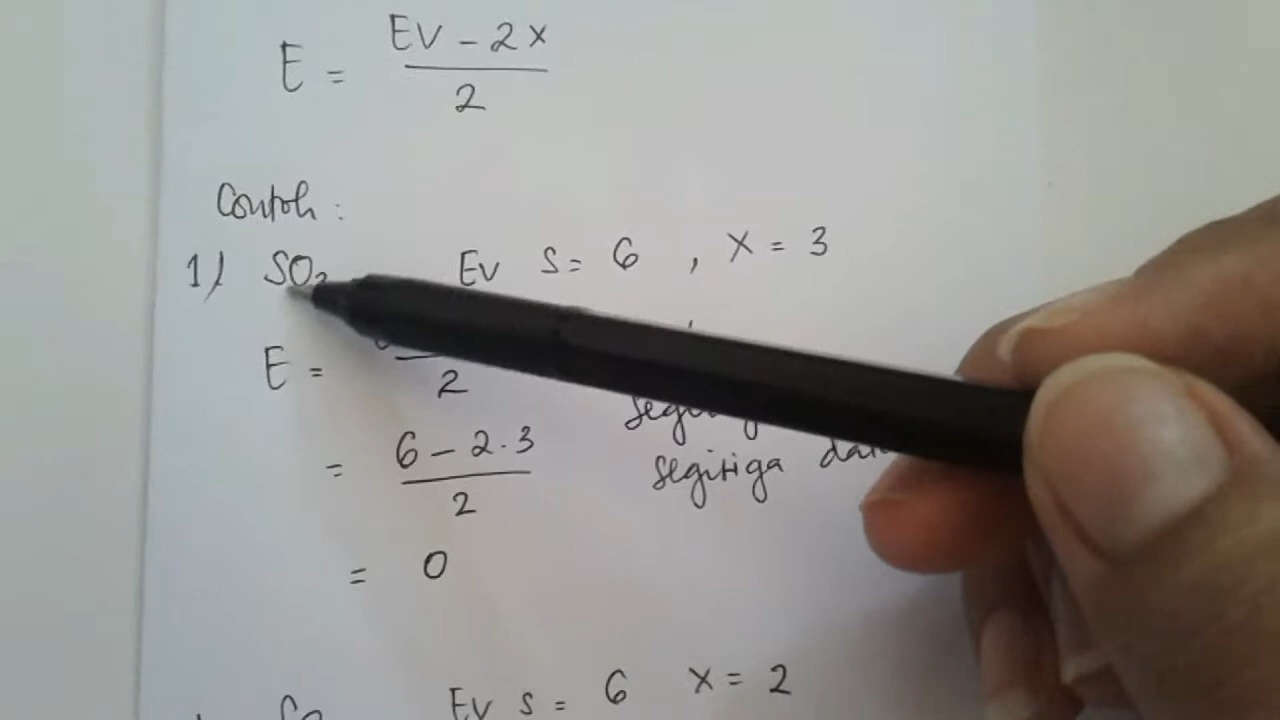 E = EV - 2x
2
Contoh :
1) SO₃ EV S = 6 , X = 3
E =
2
segitiga
= 6 - 2 . 3
2
= 0
EV S = 6 X = 2